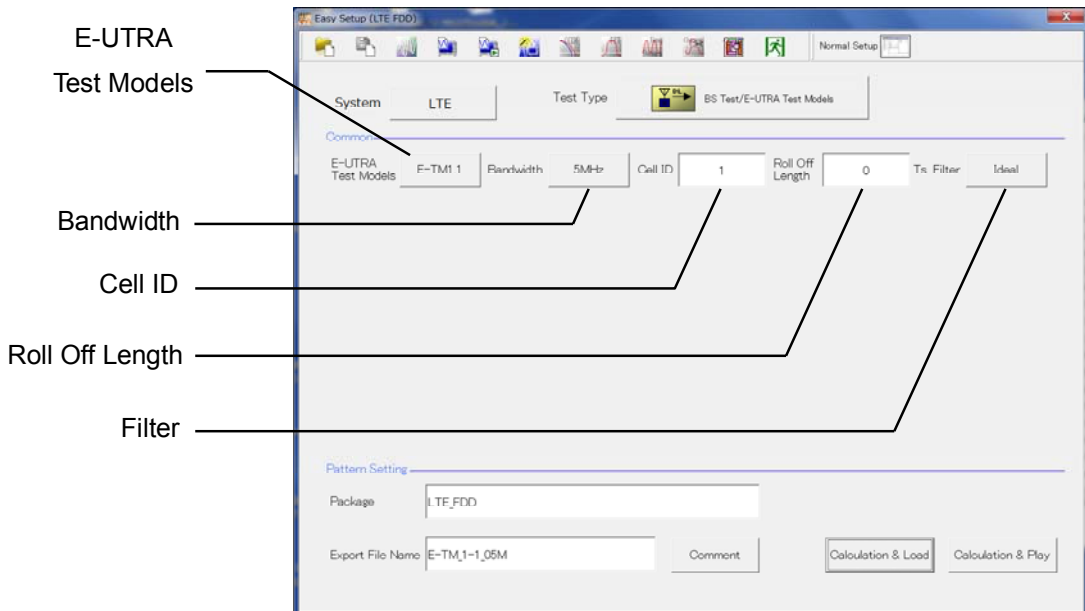 Easy Setup (LTE FDD)
E-UTRA
Test Models
Normal Setup
System LTE Test Type BS Test/E-UTRA Test Models
Common
E-UTRA
Test Models E-TM1.1 Bandwidth 5MHz Cell ID 1 Roll Off
Length 0 Ts Filter Ideal
Bandwidth
Cell ID
Roll Off Length
Filter
Pattern Setting
Package LTE_FDD
Export File Name E-TM_1-1_05M Comment Calculation & Load Calculation & Play